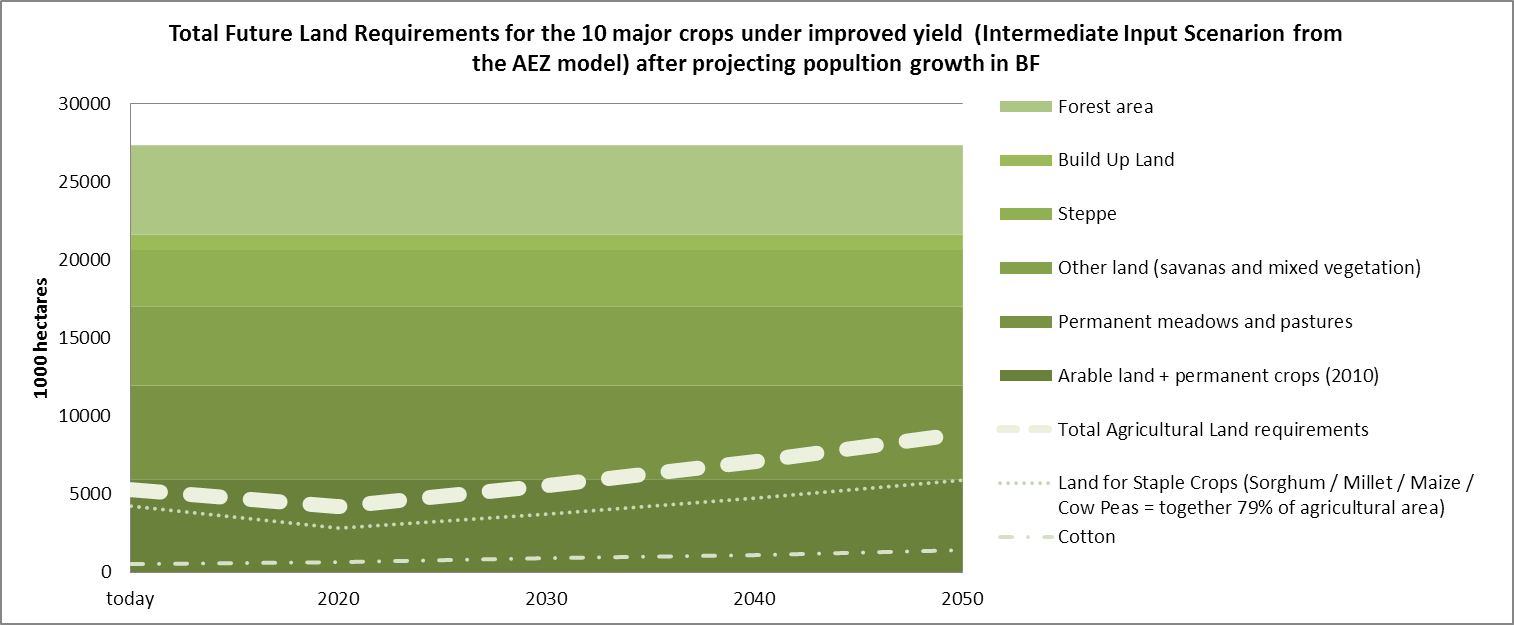 Total Future Land Requirements for the 10 major crops under improved yield (Intermediate Input Scenarion from
the AEZ model) after projecting popultion growth in BF
30000
25000
20000
15000
10000
5000
0
1000 hectares
today
2020
2030
2040
2050
Forest area
Build Up Land
Steppe
Other land (savanas and mixed vegetation)
Permanent meadows and pastures
Arable land + permanent crops (2010)
Total Agricultural Land requirements
Land for Staple Crops (Sorghum / Millet / Maize /
Cow Peas = together 79% of agricultural area)
Cotton